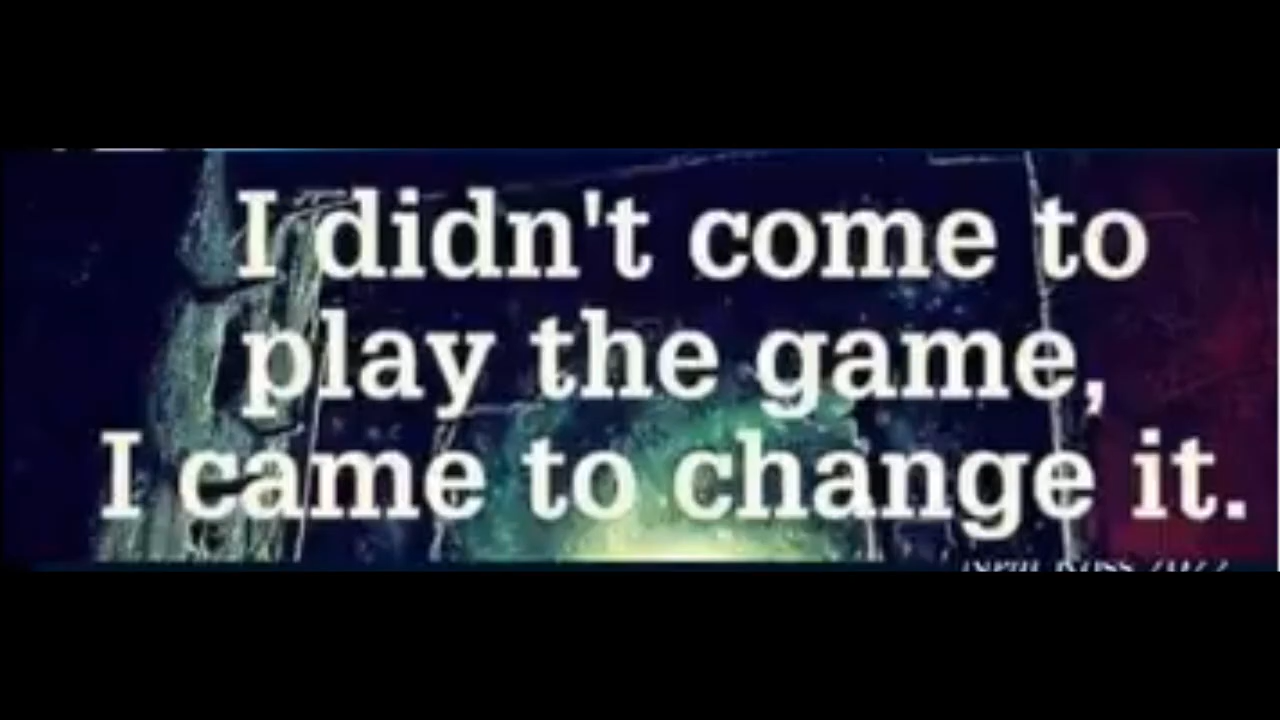 I didn't come to
play the game,
I came to change it.